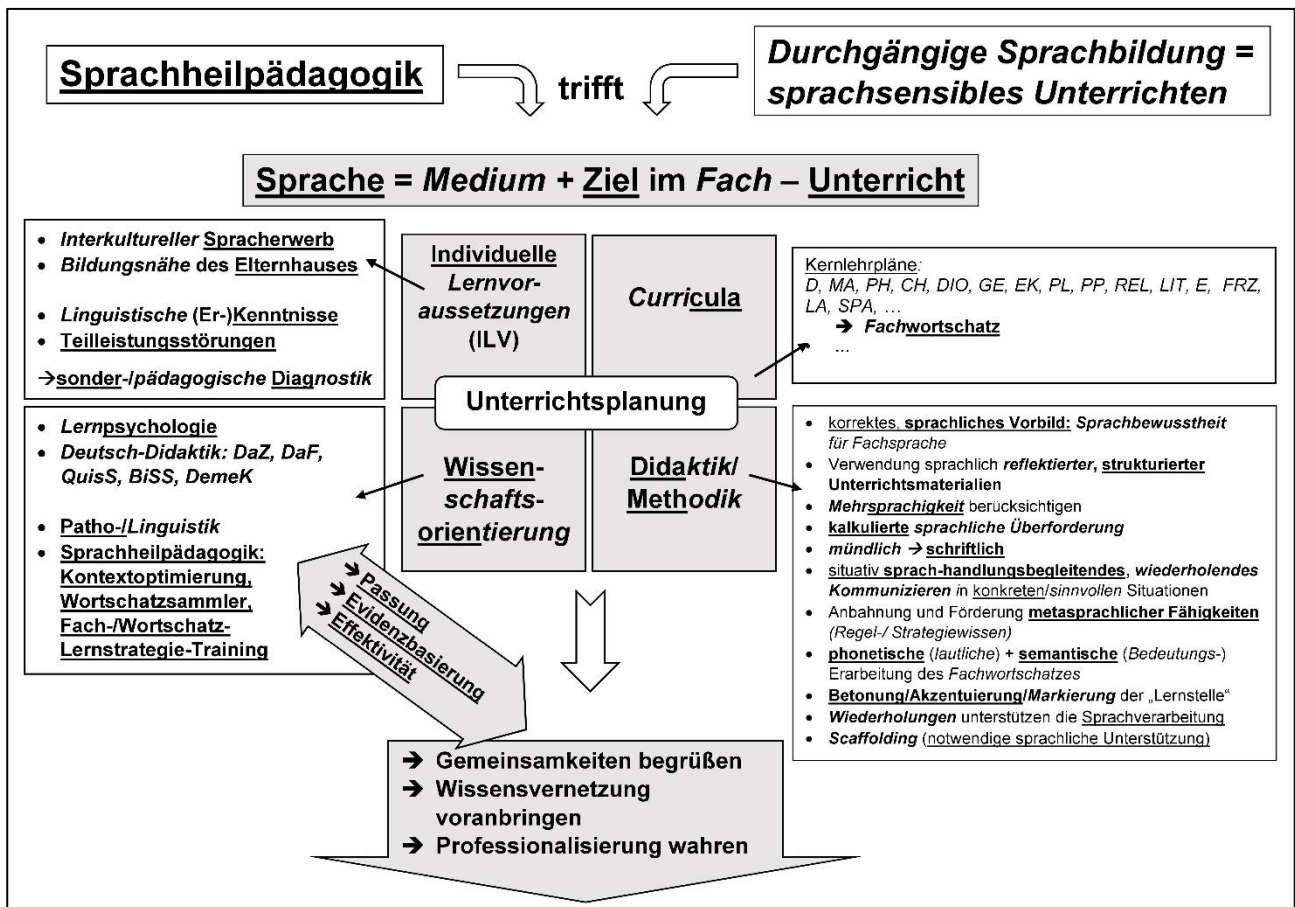 Sprachheilpädagogik
trifft
Durchgängige Sprachbildung =
sprachsensibles Unterrichten
Sprache = Medium + Ziel im Fach – Unterricht
• Interkultureller Spracherwerb
• Bildungsnähe des Elternhauses
• Linguistische (Er-)Kenntnisse
• Teilleistungsstörungen
→sonder-/pädagogische Diagnostik
Individuelle
Lernvor-
aussetzungen
(ILV)
Curricula
Kernlehrpläne:
D, MA, PH, CH, DIO, GE, EK, PL, PP, REL, LIT, E, FRZ,
LA, SPA, …
➔ Fachwortschatz
...
Unterrichtsplanung
• Lernpsychologie
• Deutsch-Didaktik: DaZ, DaF,
QuisS, BiSS, DemeK
• Patho-/Linguistik
• Sprachheilpädagogik:
Kontextoptimierung,
Wortschatzsammler,
Fach-/Wortschatz-
Lernstrategie-Training
Wissen-
schafts-
orientierung
Didaktik/
Methodik
• korrektes, sprachliches Vorbild: Sprachbewusstheit
für Fachsprache
• Verwendung sprachlich reflektierter, strukturierter
Unterrichtsmaterialien
• Mehrsprachigkeit berücksichtigen
• kalkulierte sprachliche Überforderung
• mündlich → schriftlich
• situativ sprach-handlungsbegleitendes, wiederholendes
Kommunizieren in konkreten/sinnvollen Situationen
• Anbahnung und Förderung metasprachlicher Fähigkeiten
(Regel-/ Strategiewissen)
• phonetische (lautliche) + semantische (Bedeutungs-)
Erarbeitung des Fachwortschatzes
• Betonung/Akzentuierung/Markierung der „Lernstelle“
• Wiederholungen unterstützen die Sprachverarbeitung
• Scaffolding (notwendige sprachliche Unterstützung)
➔ Passung
➔ Evidenzbasierung
➔ Effektivität
➔ Gemeinsamkeiten begrüßen
➔ Wissensvernetzung
voranbringen
➔ Professionalisierung wahren